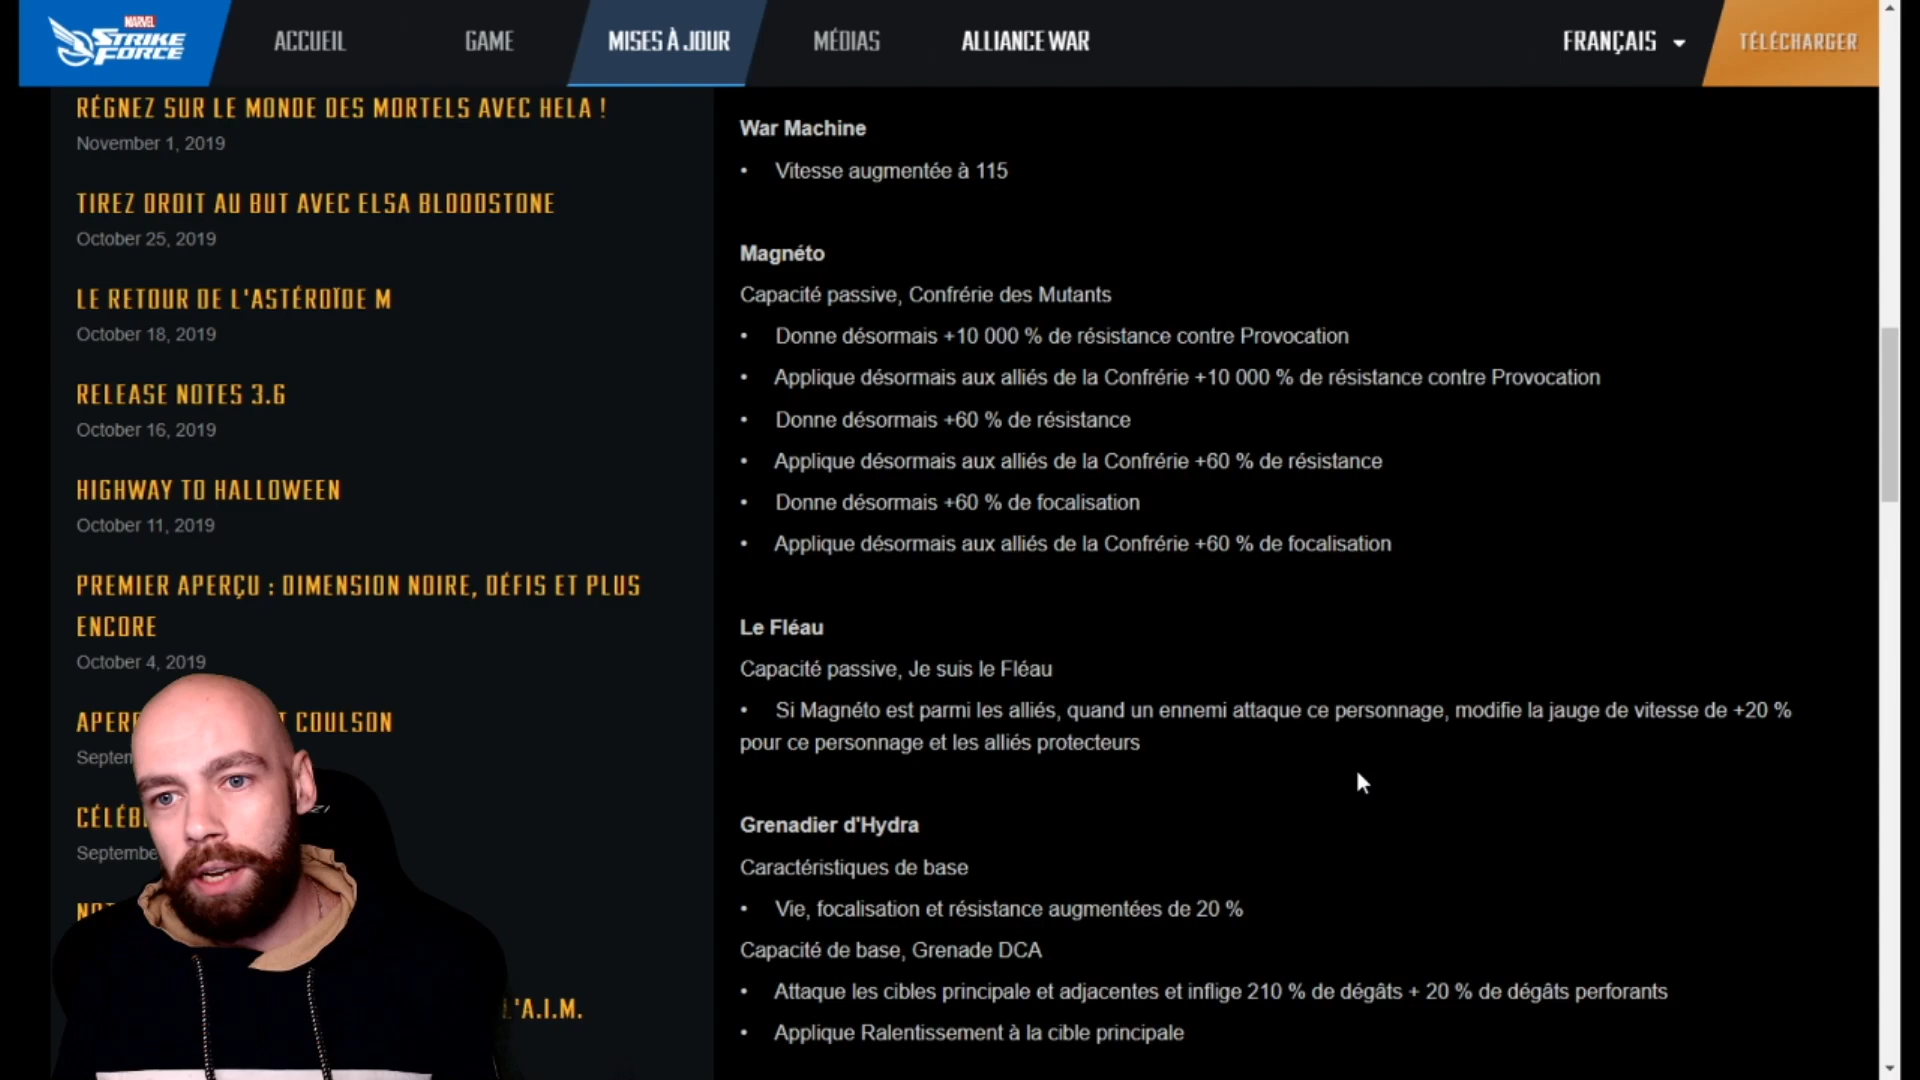 MARVEL
STRIKE
FORCE
ACCUEIL
GAME
MISES À JOUR
MÉDIAS
ALLIANCE WAR
FRANÇAIS
TÉLÉCHARGER
RÉGNEZ SUR LE MONDE DES MORTELS AVEC HELA !
November 1, 2019
TIREZ DROIT AU BUT AVEC ELSA BLOODSTONE
October 25, 2019
LE RETOUR DE L'ASTÉROÏDE M
October 18, 2019
RELEASE NOTES 3.6
October 16, 2019
HIGHWAY TO HALLOWEEN
October 11, 2019
PREMIER APERÇU : DIMENSION NOIRE, DÉFIS ET PLUS
ENCORE
October 4, 2019
COULSON
L'A.I.M.
War Machine
• Vitesse augmentée à 115
Magnéto
Capacité passive, Confrérie des Mutants
• Donne désormais +10 000 % de résistance contre Provocation
• Applique désormais aux alliés de la Confrérie +10 000 % de résistance contre Provocation
• Donne désormais +60 % de résistance
• Applique désormais aux alliés de la Confrérie +60 % de résistance
• Donne désormais +60 % de focalisation
• Applique désormais aux alliés de la Confrérie +60 % de focalisation
Le Fléau
Capacité passive, Je suis le Fléau
• Si Magnéto est parmi les alliés, quand un ennemi attaque ce personnage, modifie la jauge de vitesse de +20 %
pour ce personnage et les alliés protecteurs
Grenadier d'Hydra
Caractéristiques de base
• Vie, focalisation et résistance augmentées de 20 %
Capacité de base, Grenade DCA
• Attaque les cibles principale et adjacentes et inflige 210 % de dégâts + 20 % de dégâts perforants
• Applique Ralentissement à la cible principale